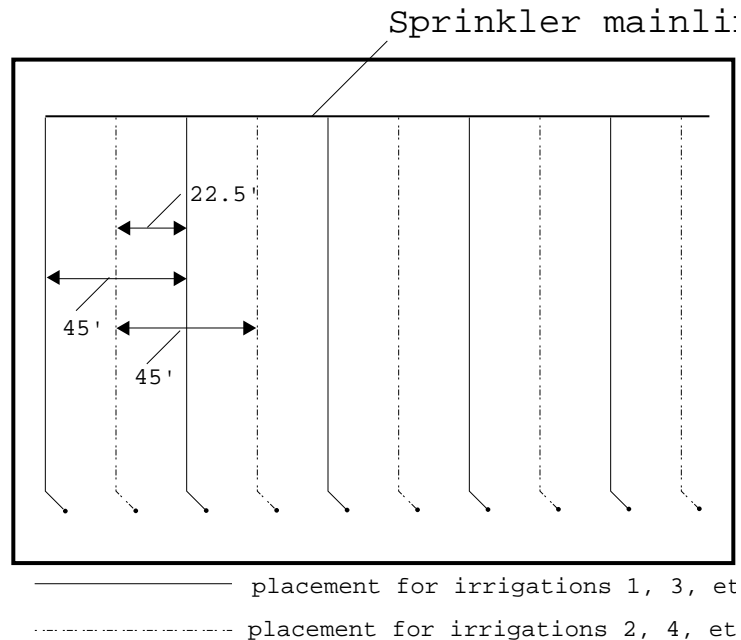 Sprinkler mainli
22.5'
45'
45'
placement for irrigations 1, 3, et
placement for irrigations 2, 4, et